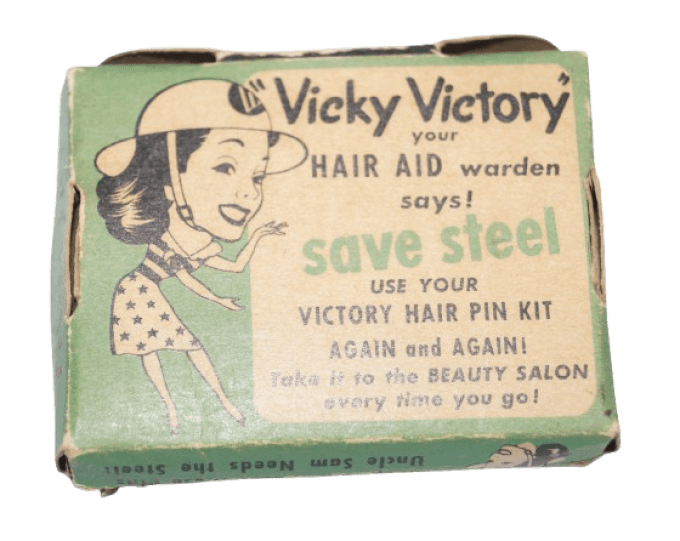 "Vicky Victory"
your
HAIR AID warden
says!
save steel
USE YOUR
VICTORY HAIR PIN KIT
AGAIN and AGAIN!
Take it to the BEAUTY SALON
every time you go!
Uncle Sam Needs the Steel!